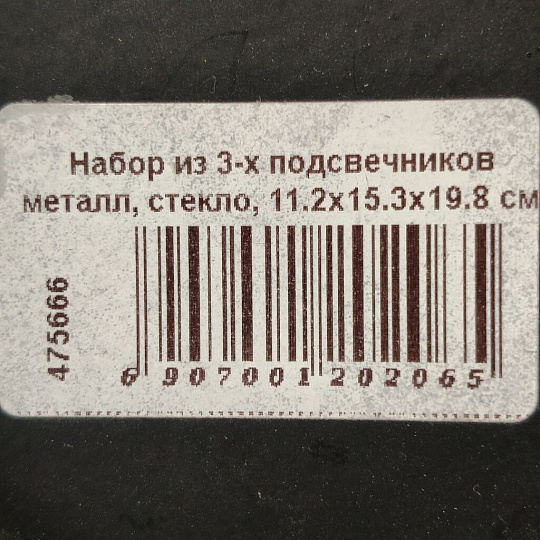 Набор из 3-х подсвечников
металл, стекло, 11.2x15.3x19.8 см
475666
6 907001 202065